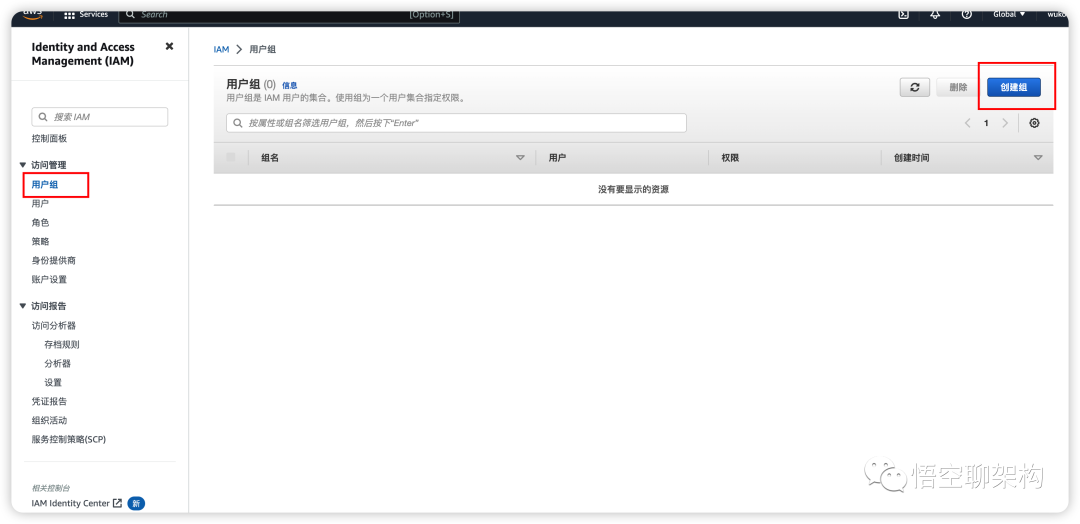 aws Services Search [Option+S] Global
Identity and Access
Management (IAM)
搜索 IAM
控制面板
访问管理
用户组
用户
角色
策略
身份提供商
账户设置
访问报告
访问分析器
存档规则
分析器
设置
凭证报告
组织活动
服务控制策略(SCP)
相关控制台
IAM Identity Center 新
IAM > 用户组
用户组 (0) 信息
用户组是 IAM 用户的集合。使用组为一个用户集合指定权限。
删除 创建组
按属性或组名筛选用户组，然后按下"Enter"
1
组名 用户 权限 创建时间
没有要显示的资源
悟空聊架构